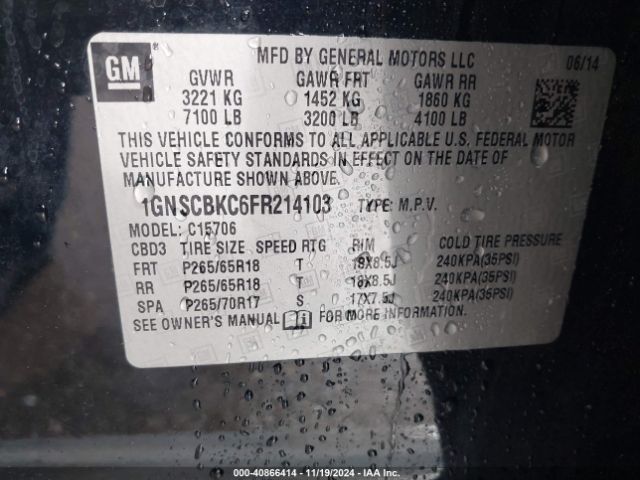 GM
MFD BY GENERAL MOTORS LLC 06/14
GVWR GAWR FRT GAWR RR
3221 KG 1452 KG 1860 KG
7100 LB 3200 LB 4100 LB
THIS VEHICLE CONFORMS TO ALL APPLICABLE U.S. FEDERAL MOTOR
VEHICLE SAFETY STANDARDS IN EFFECT ON THE DATE OF
MANUFACTURE SHOWN ABOVE.
1GNSCBKC6FR214103 TYPE: M.P.V.
MODEL: C15706
CBD3 TIRE SIZE SPEED RTG RIM COLD TIRE PRESSURE
FRT P265/65R18 T 18X8.5J 240KPA(35PSI)
RR P265/65R18 T 18X8.5J 240KPA(35PSI)
SPA P265/70R17 S 17X7.5J 240KPA(35PSI)
SEE OWNER'S MANUAL FOR MORE INFORMATION.
000-40866414 - 11/19/2024 - IAAI.com